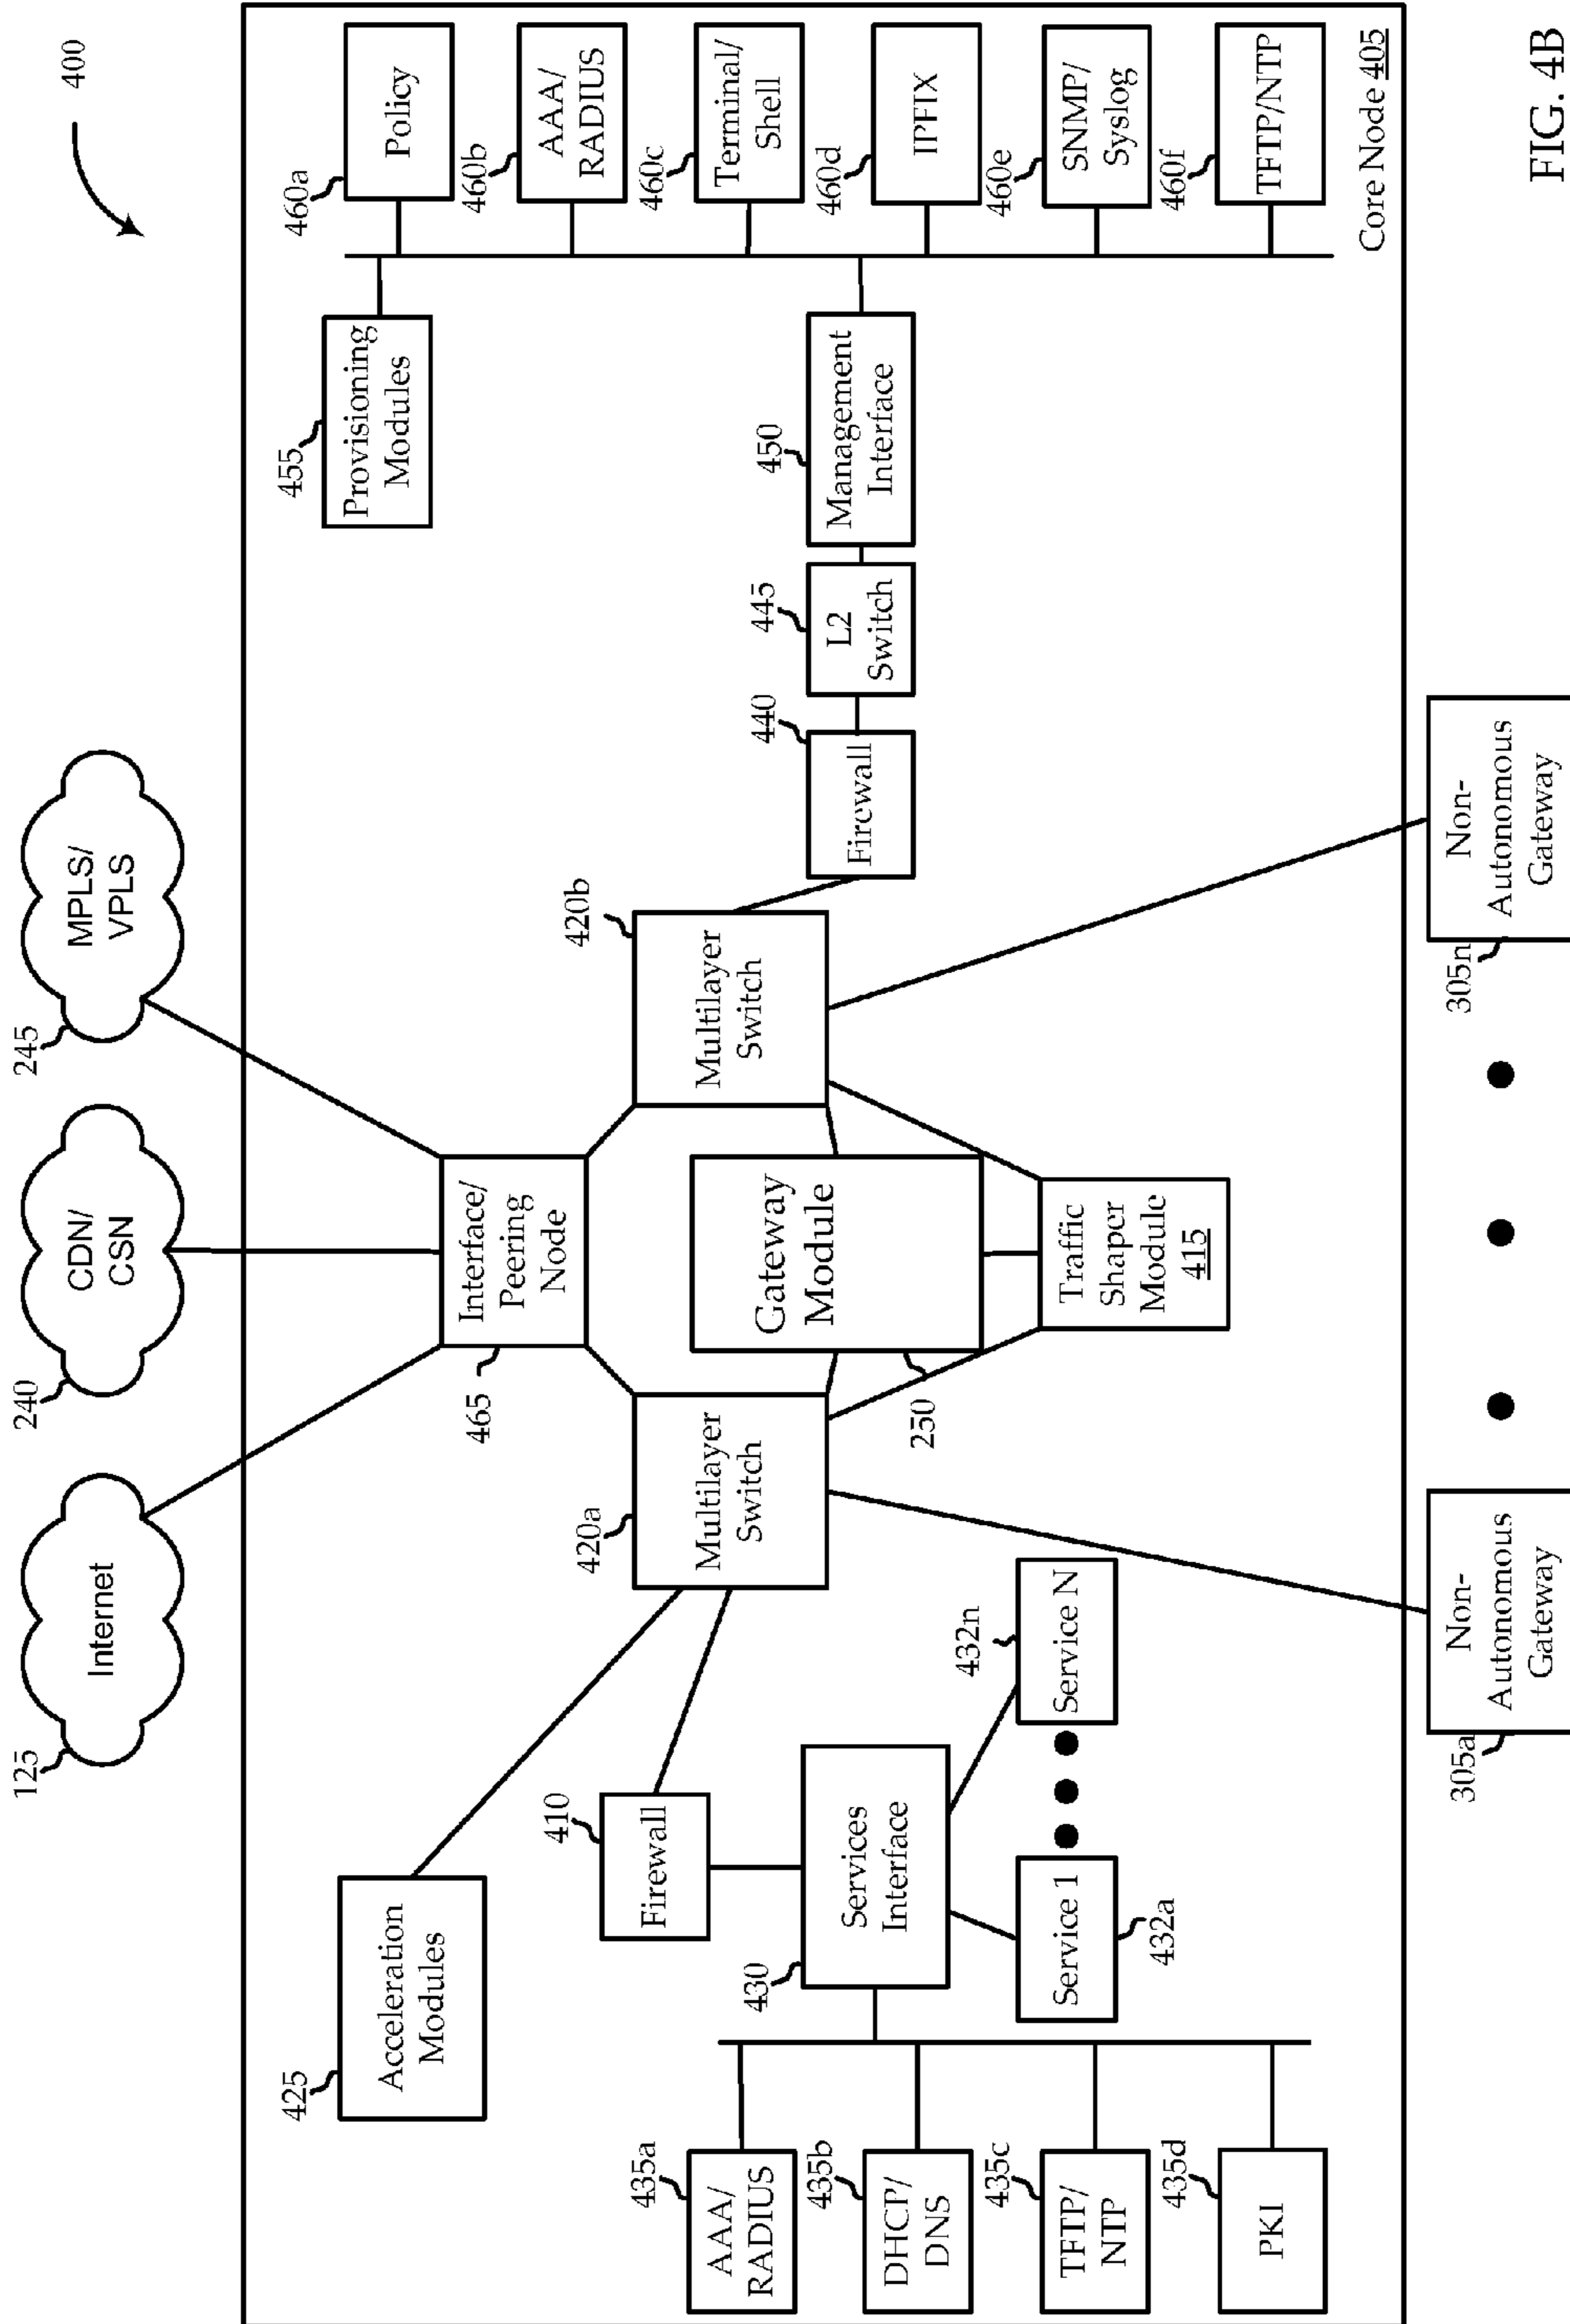 400
125
Internet
240
CDN/
CSN
245
MPLS/
VPLS
425
Acceleration
Modules
465
Interface/
Peering
Node
455
Provisioning
Modules
460a
Policy
460b
AAA/
RADIUS
460c
Terminal/
Shell
460d
IPFIX
460e
SNMP/
Syslog
460f
TFTP/NTP
410
Firewall
420a
Multilayer
Switch
420b
Multilayer
Switch
Gateway
Module
250
Traffic
Shaper
Module
415
440
Firewall
445
L2
Switch
450
Management
Interface
430
Services
Interface
435a
AAA/
RADIUS
435b
DHCP/
DNS
435c
TFTP/
NTP
435d
PKI
Service 1
432a
432n
Service N
Core Node 405
305a
Non-
Autonomous
Gateway
305n
Non-
Autonomous
Gateway
FIG. 4B